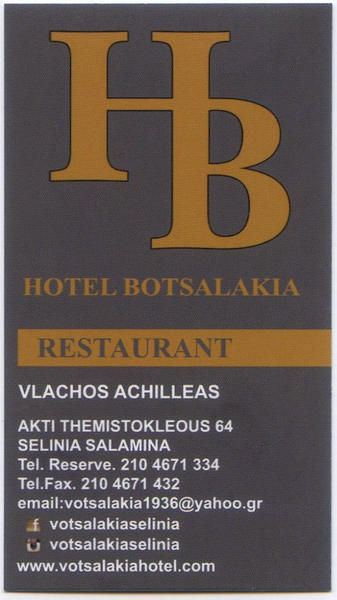 HB
HOTEL BOTSALAKIA
RESTAURANT
VLACHOS ACHILLEAS
AKTI THEMISTOKLEOUS 64
SELINIA SALAMINA
Tel. Reserve. 210 4671 334
Tel.Fax. 210 4671 432
email:votsalakia1936@yahoo.gr
f votsalakiaselinia
votsalakiaselinia
www.votsalakiahotel.com